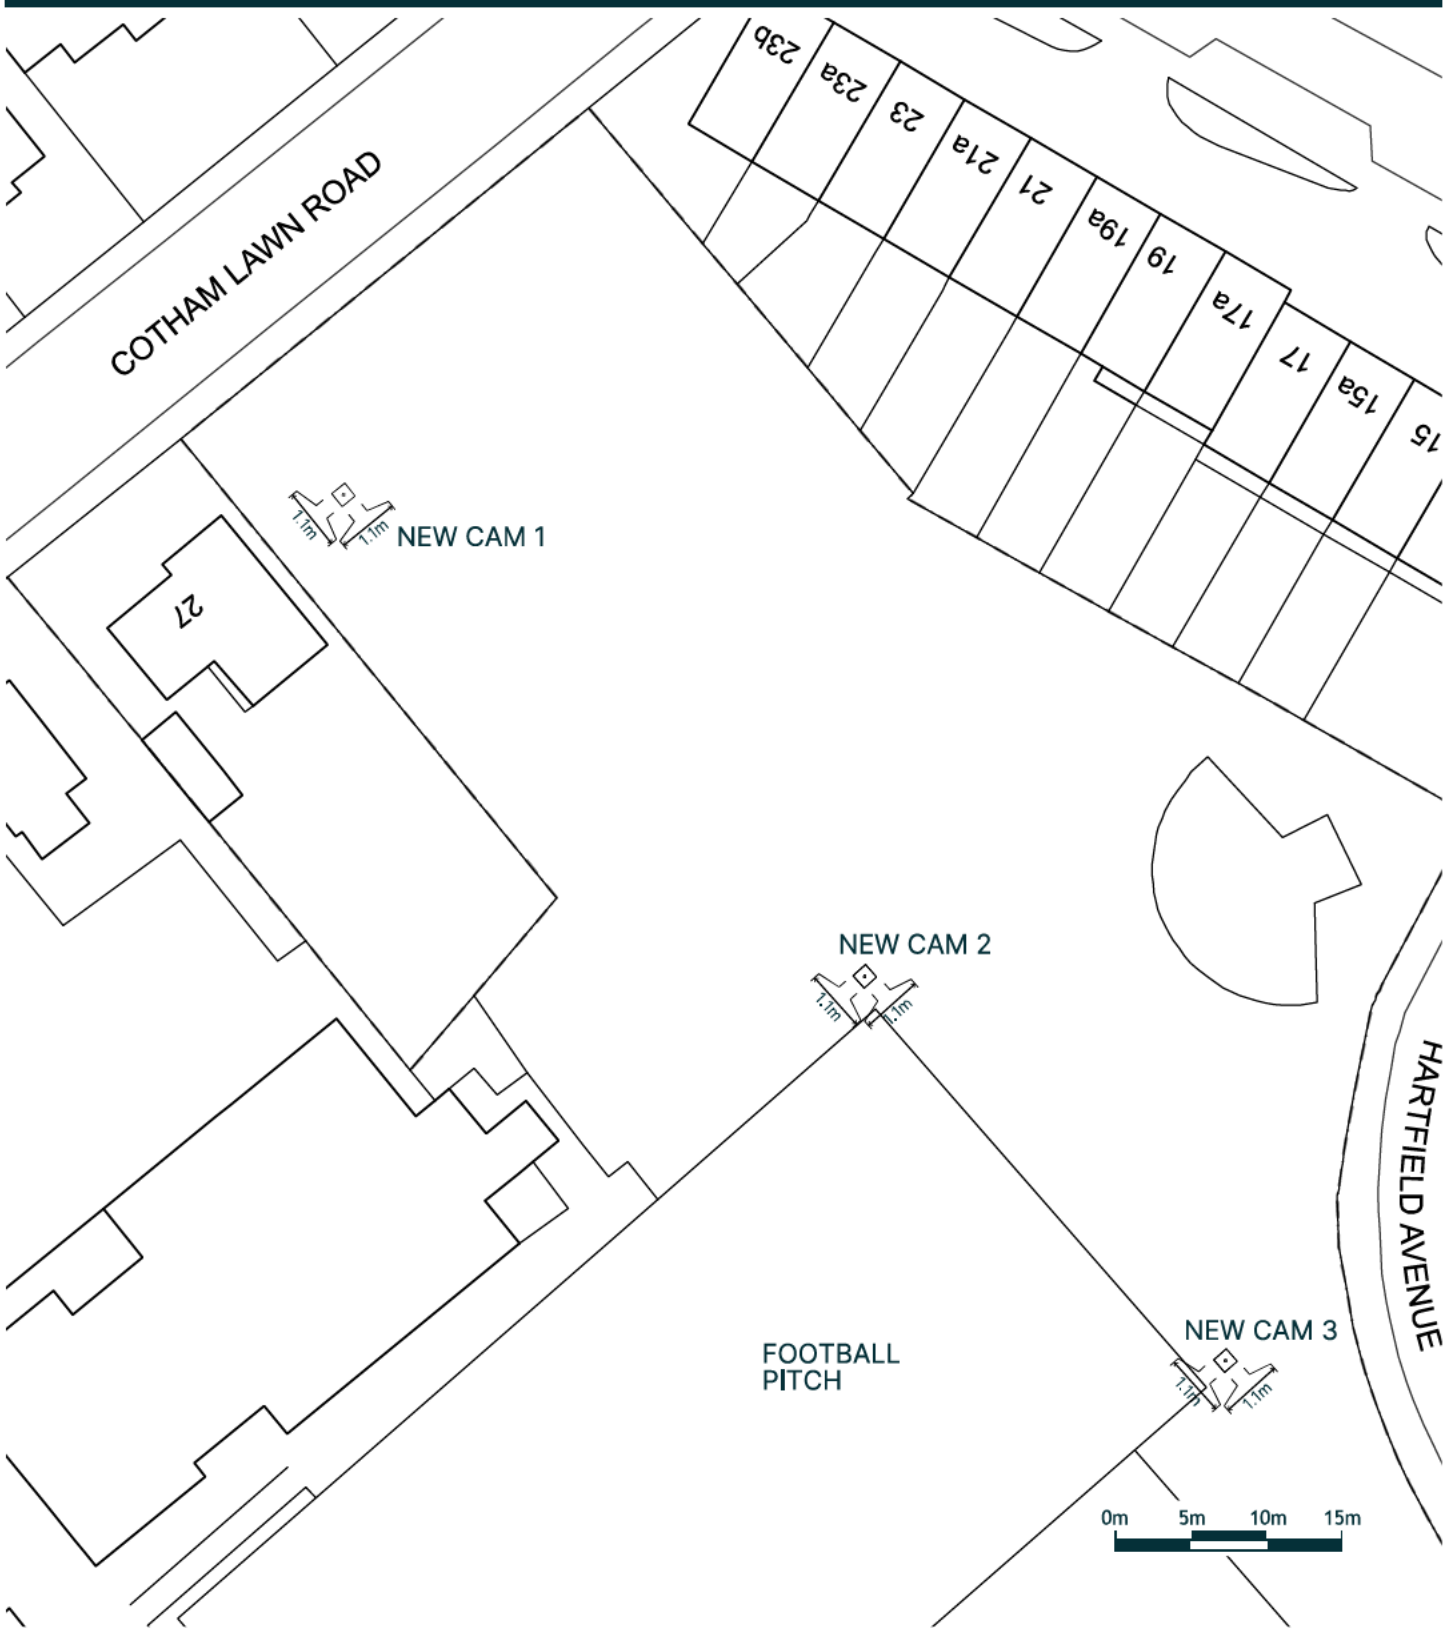 23b
23a
23
21a
21
19a
19
17a
17
15a
15
COTHAM LAWN ROAD
1.1m
1.1m
NEW CAM 1
27
NEW CAM 2
1.1m
1.1m
HARTFIELD AVENUE
NEW CAM 3
1.1m
1.1m
FOOTBALL
PITCH
0m 5m 10m 15m